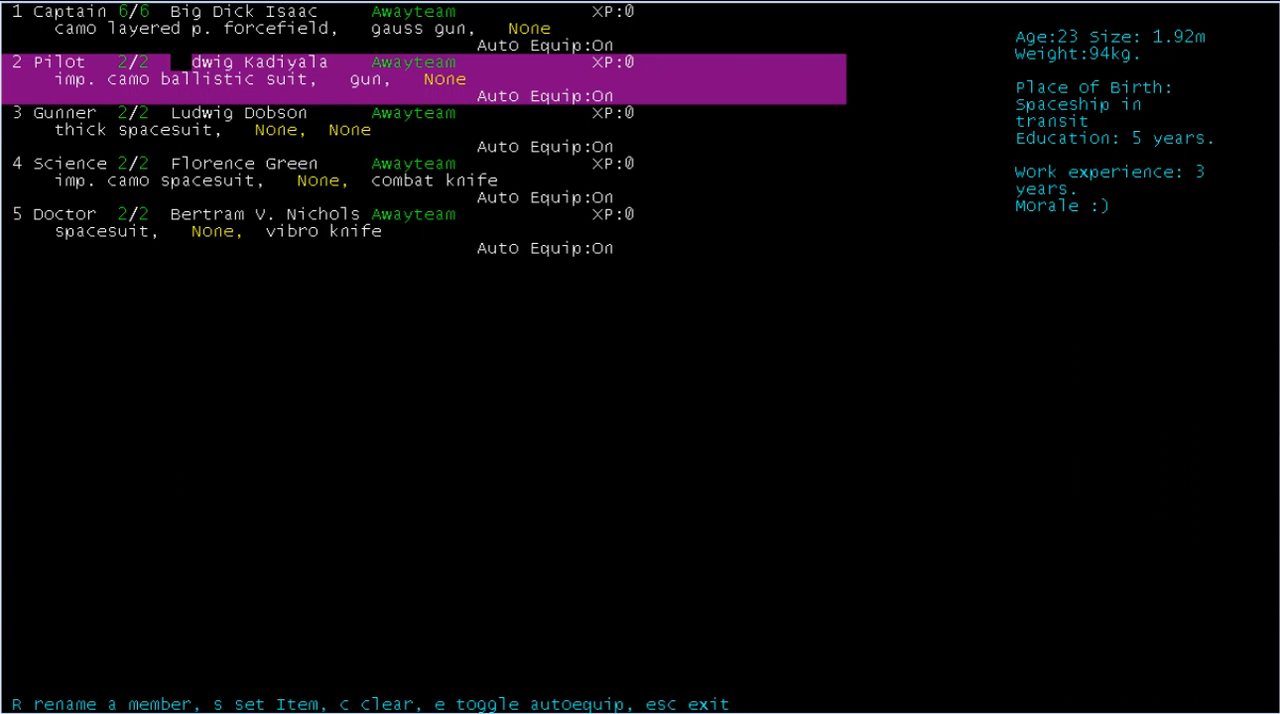 1 Captain 6/6 Big Dick Isaac Awayteam XP:0
camo layered p. forcefield, gauss gun, None
Auto Equip:On
2 Pilot 2/2 dwig Kadiyala Awayteam XP:0
imp. camo ballistic suit, gun, None
Auto Equip:On
3 Gunner 2/2 Ludwig Dobson Awayteam XP:0
thick spacesuit, None, None
Auto Equip:On
4 Science 2/2 Florence Green Awayteam XP:0
imp. camo spacesuit, None, combat knife
Auto Equip:On
5 Doctor 2/2 Bertram V. Nichols Awayteam XP:0
spacesuit, None, vibro knife
Auto Equip:On
Age:23 Size: 1.92m
Weight:94kg.
Place of Birth:
Spaceship in
transit
Education: 5 years.
Work experience: 3
years.
Morale :)
R rename a member, s set Item, c clear, e toggle autoequip, esc exit